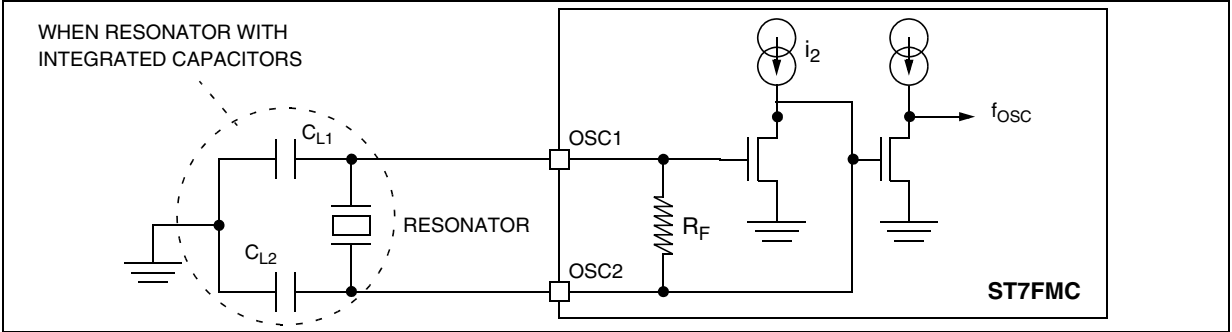 WHEN RESONATOR WITH
INTEGRATED CAPACITORS
CL1
CL2
RESONATOR
OSC1
OSC2
RF
i2
fOSC
ST7FMC